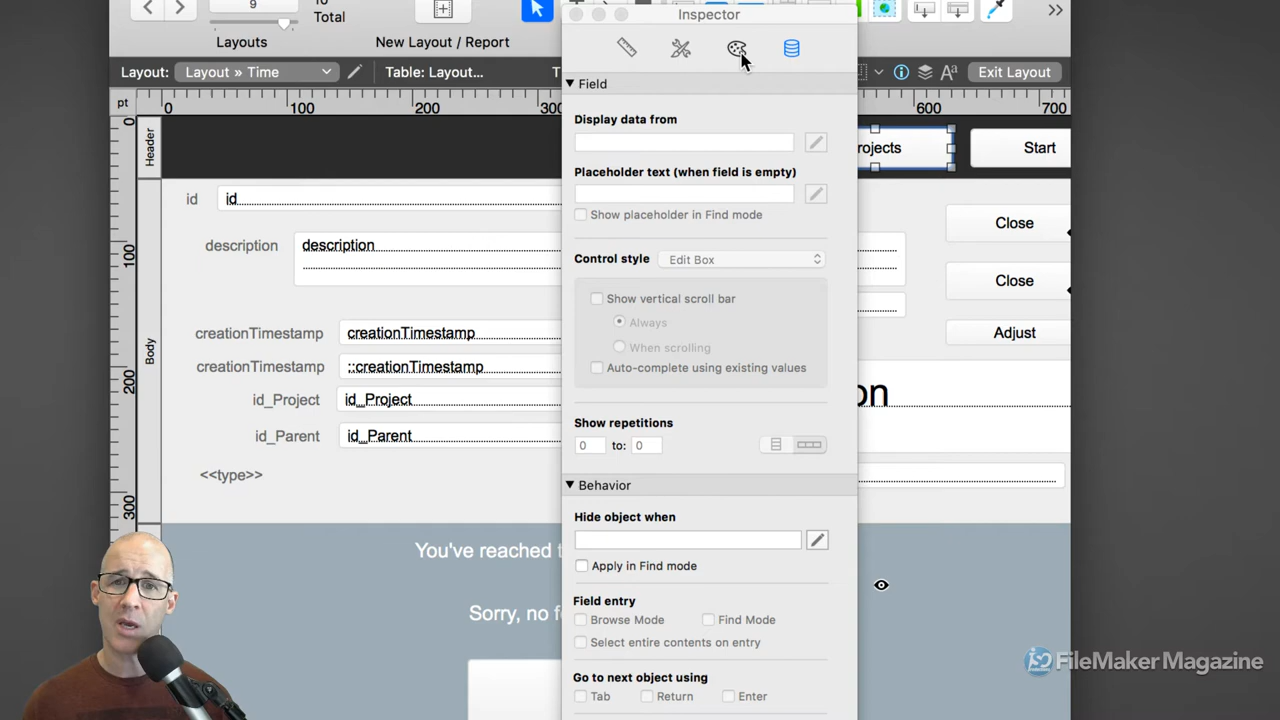 9
Total
Inspector
Layouts
New Layout / Report
Layout:
Layout » Time
Table: Layout...
Exit Layout
Field
pt
0
100
200
600
700
0
100
200
300
Header
Body
Display data from
Placeholder text (when field is empty)
rojects
Start
id
id
Show placeholder in Find mode
Close
description
description
Control style
Edit Box
Close
Show vertical scroll bar
Always
creationTimestamp
creationTimestamp
Adjust
When scrolling
creationTimestamp
::creationTimestamp
Auto-complete using existing values
on
id_Project
id_Project
Show repetitions
id_Parent
id_Parent
0 to: 0
<<type>>
Behavior
Hide object when
You've reached t
Apply in Find mode
Field entry
Sorry, no f
Browse Mode
Find Mode
Select entire contents on entry
FileMaker Magazine
Go to next object using
Tab
Return
Enter